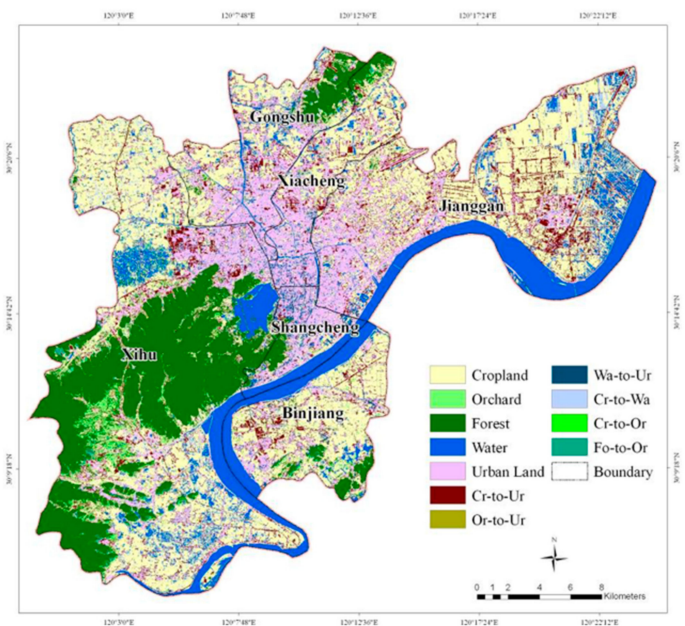 120°3'0"E 120°7'48"E 120°12'36"E 120°17'24"E 120°22'12"E
Gongshu
Xiacheng
Jianggan
Shangcheng
Xihu
Binjiang
Cropland
Orchard
Forest
Water
Urban Land
Cr-to-Ur
Or-to-Ur
Wa-to-Ur
Cr-to-Wa
Cr-to-Or
Fo-to-Or
Boundary
N
0 1 2 4 6 8
Kilometers
120°3'0"E 120°7'48"E 120°12'36"E 120°17'24"E 120°22'12"E